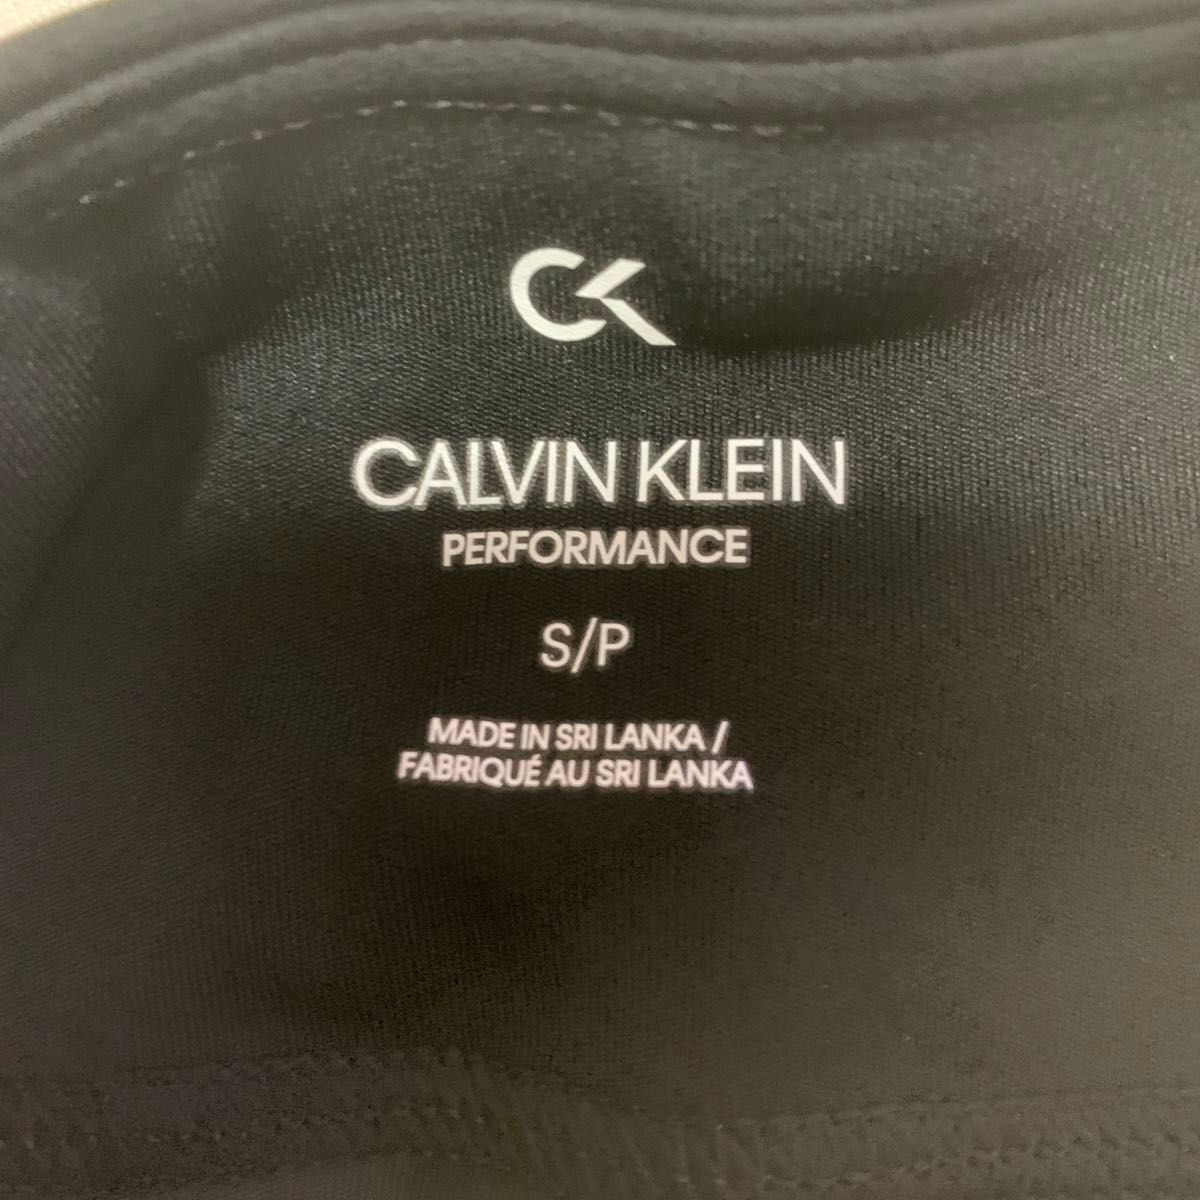 CK
CALVIN KLEIN
PERFORMANCE
S/P
MADE IN SRI LANKA /
FABRIQUÉ AU SRI LANKA